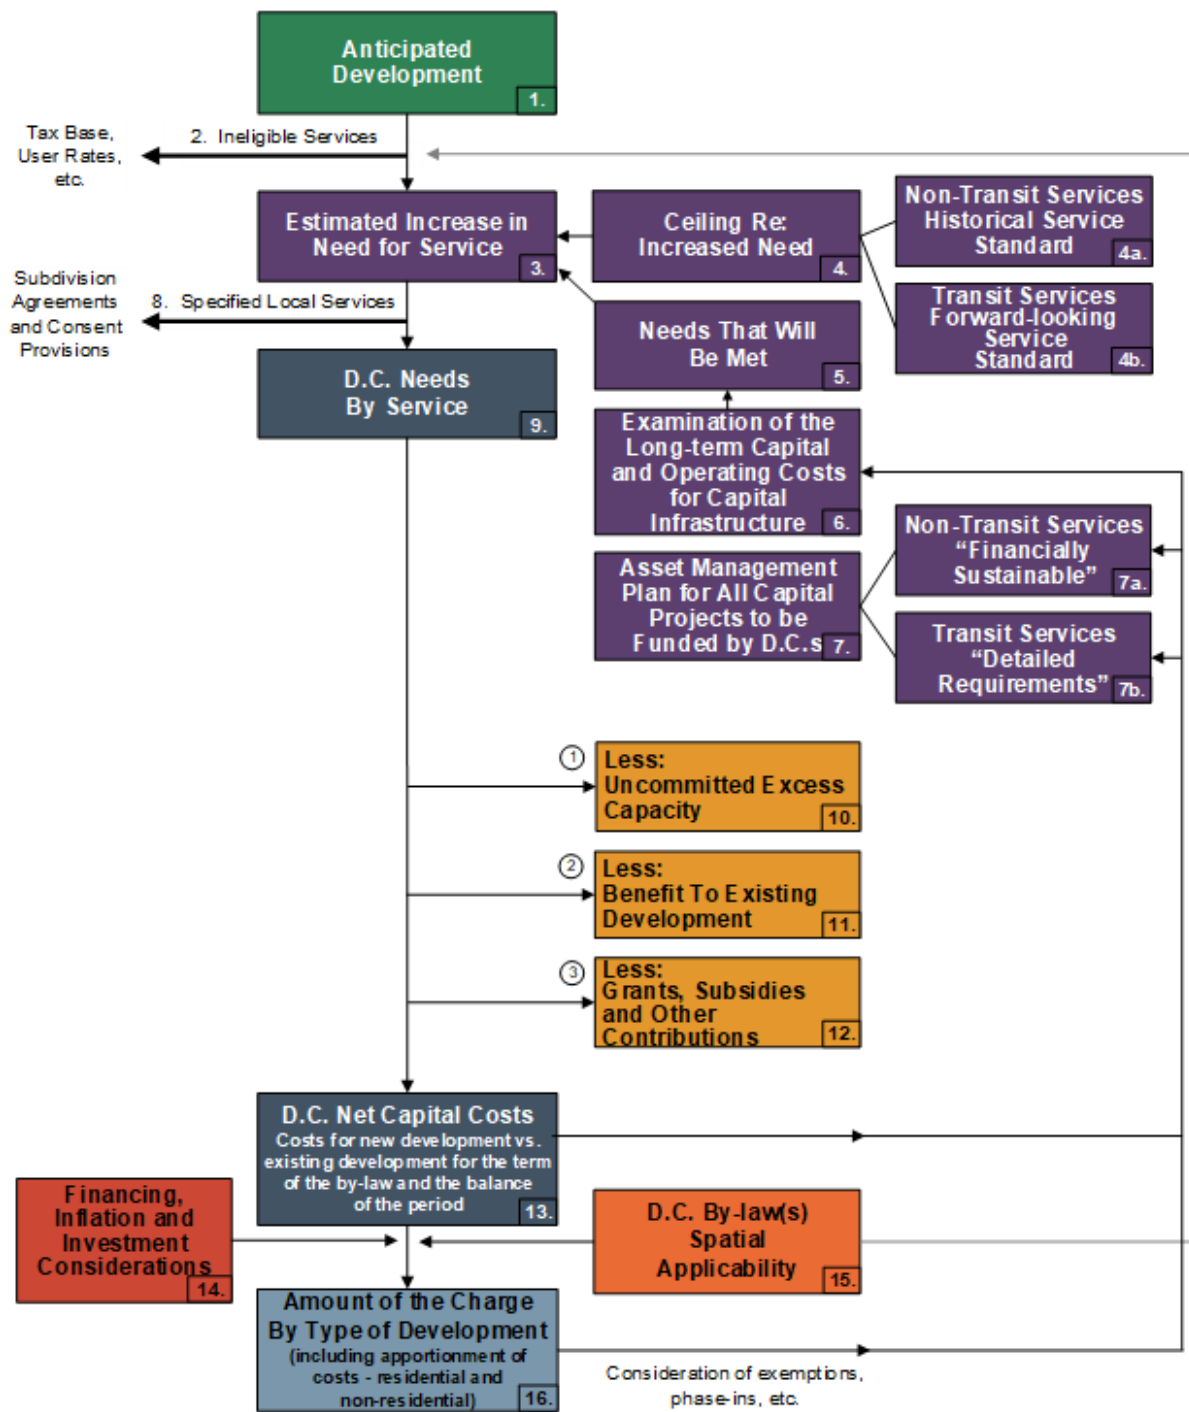 Anticipated
Development
1.
Tax Base,
User Rates,
etc.
2. Ineligible Services
Estimated Increase in
Need for Service
3.
Ceiling Re:
Increased Need
4.
Non-Transit Services
Historical Service
Standard
4a.
Transit Services
Forward-looking
Service
Standard
4b.
Subdivision
Agreements
and Consent
Provisions
8. Specified Local Services
Needs That Will
Be Met
5.
D.C. Needs
By Service
9.
Examination of the
Long-term Capital
and Operating Costs
for Capital
Infrastructure
6.
Asset Management
Plan for All Capital
Projects to be
Funded by D.C.s
7.
Non-Transit Services
“Financially
Sustainable”
7a.
Transit Services
“Detailed
Requirements”
7b.
1
Less:
Uncommitted Excess
Capacity
10.
2
Less:
Benefit To Existing
Development
11.
3
Less:
Grants, Subsidies
and Other
Contributions
12.
D.C. Net Capital Costs
Costs for new development vs.
existing development for the term
of the by-law and the balance
of the period
13.
Financing,
Inflation and
Investment
Considerations
14.
D.C. By-law(s)
Spatial
Applicability
15.
Amount of the Charge
By Type of Development
(including apportionment of
costs - residential and
non-residential)
16.
Consideration of exemptions,
phase-ins, etc.